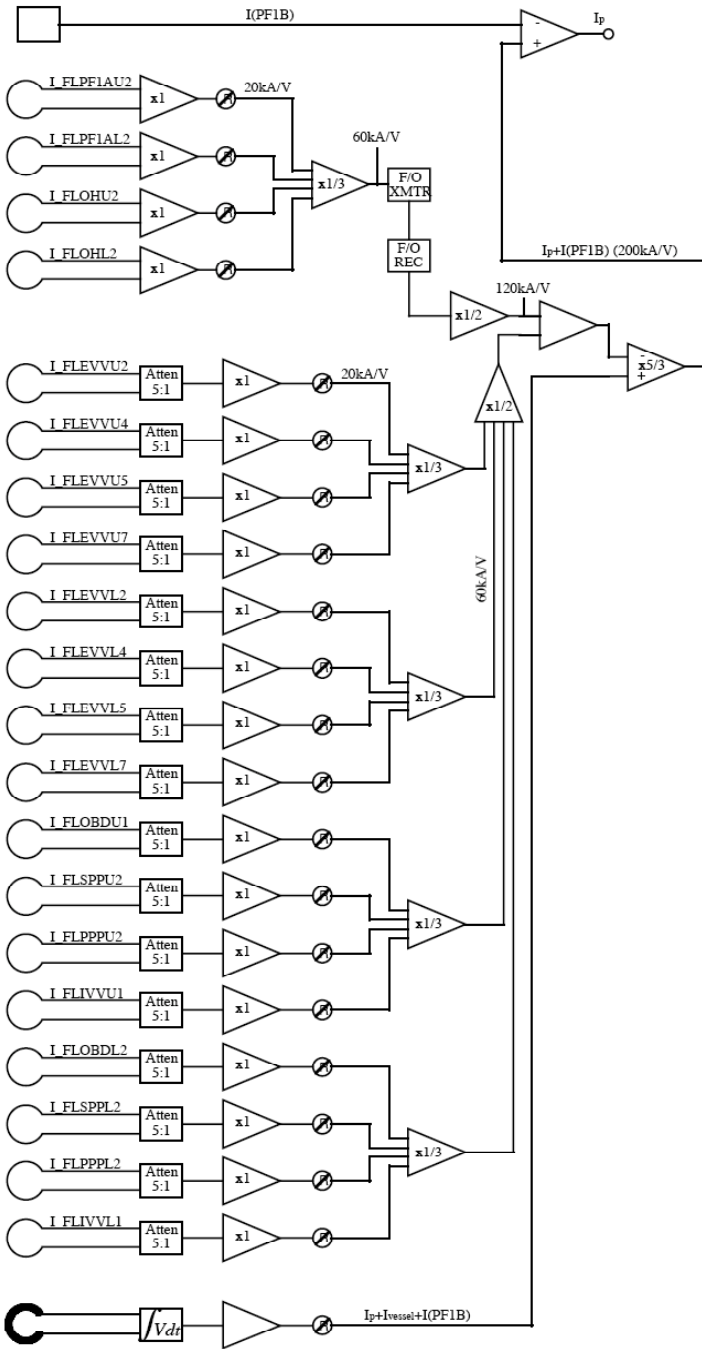 I(PF1B)
-
+
Ip
I_FLPF1AU2
x1
20kA/V
I_FLPF1AL2
x1
60kA/V
x1/3
F/O
XMTR
I_FLOHU2
x1
I_FLOHL2
x1
F/O
REC
Ip+I(PF1B) (200kA/V)
120kA/V
x1/2
I_FLEVVU2
Atten
5:1
x1
20kA/V
-
x5/3
+
x1/2
I_FLEVVU4
Atten
5:1
x1
x1/3
I_FLEVVU5
Atten
5:1
x1
I_FLEVVU7
Atten
5:1
x1
60kA/V
I_FLEVVL2
Atten
5:1
x1
I_FLEVVL4
Atten
5:1
x1
x1/3
I_FLEVVL5
Atten
5:1
x1
I_FLEVVL7
Atten
5:1
x1
I_FLOBDU1
Atten
5:1
x1
I_FLSPPU2
Atten
5:1
x1
x1/3
I_FLPPPU2
Atten
5:1
x1
I_FLIVVU1
Atten
5:1
x1
I_FLOBDL2
Atten
5:1
x1
I_FLSPPL2
Atten
5:1
x1
x1/3
I_FLPPPL2
Atten
5:1
x1
I_FLIVVL1
Atten
5.1
x1
∫Vdt
Ip+Ivessel+I(PF1B)